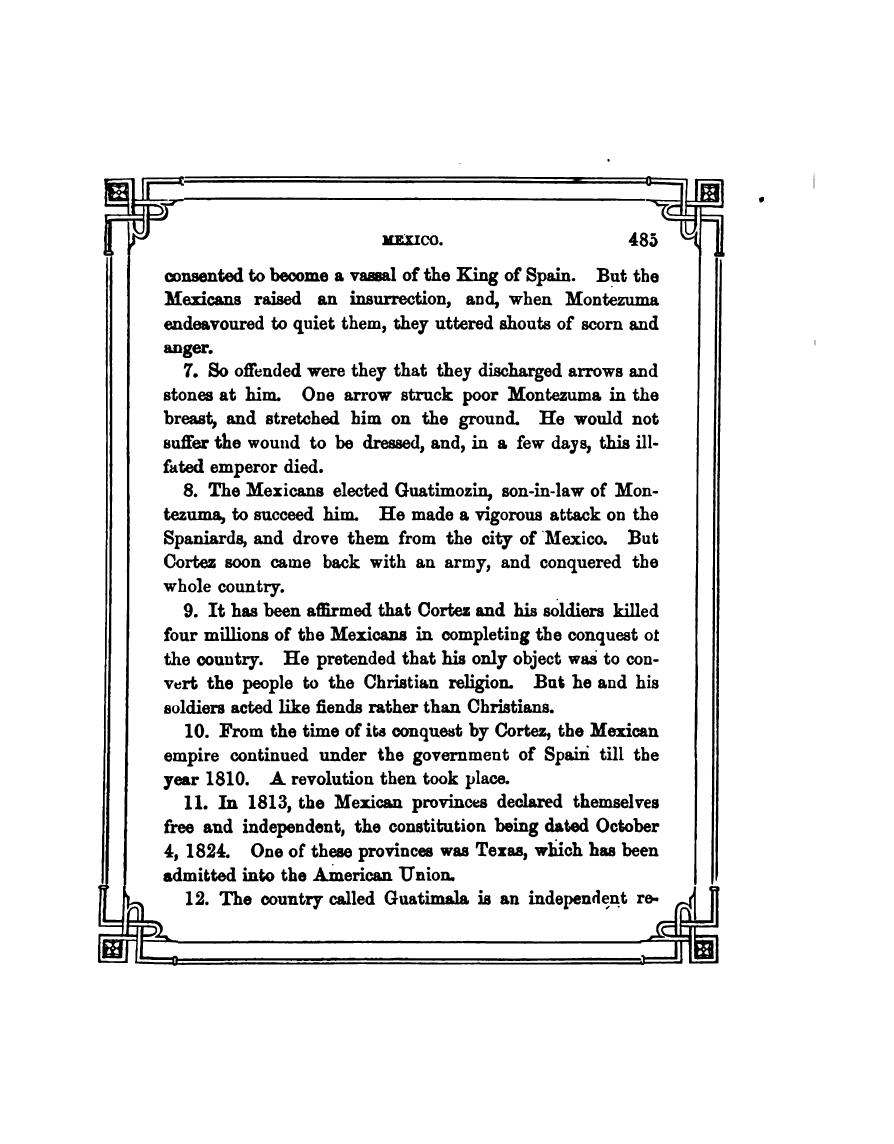 MEXICO. 485
consented to become a vassal of the King of Spain. But the
Mexicans raised an insurrection, and, when Montezuma
endeavoured to quiet them, they uttered shouts of scorn and
anger.
7. So offended were they that they discharged arrows and
stones at him. One arrow struck poor Montezuma in the
breast, and stretched him on the ground. He would not
suffer the wound to be dressed, and, in a few days, this ill-
fated emperor died.
8. The Mexicans elected Guatimozin, son-in-law of Mon-
tezuma, to succeed him. He made a vigorous attack on the
Spaniards, and drove them from the city of Mexico. But
Cortez soon came back with an army, and conquered the
whole country.
9. It has been affirmed that Cortez and his soldiers killed
four millions of the Mexicans in completing the conquest of
the country. He pretended that his only object was to con-
vert the people to the Christian religion. But he and his
soldiers acted like fiends rather than Christians.
10. From the time of its conquest by Cortez, the Mexican
empire continued under the government of Spain till the
year 1810. A revolution then took place.
11. In 1813, the Mexican provinces declared themselves
free and independent, the constitution being dated October
4, 1824. One of these provinces was Texas, which has been
admitted into the American Union.
12. The country called Guatimala is an independent re-